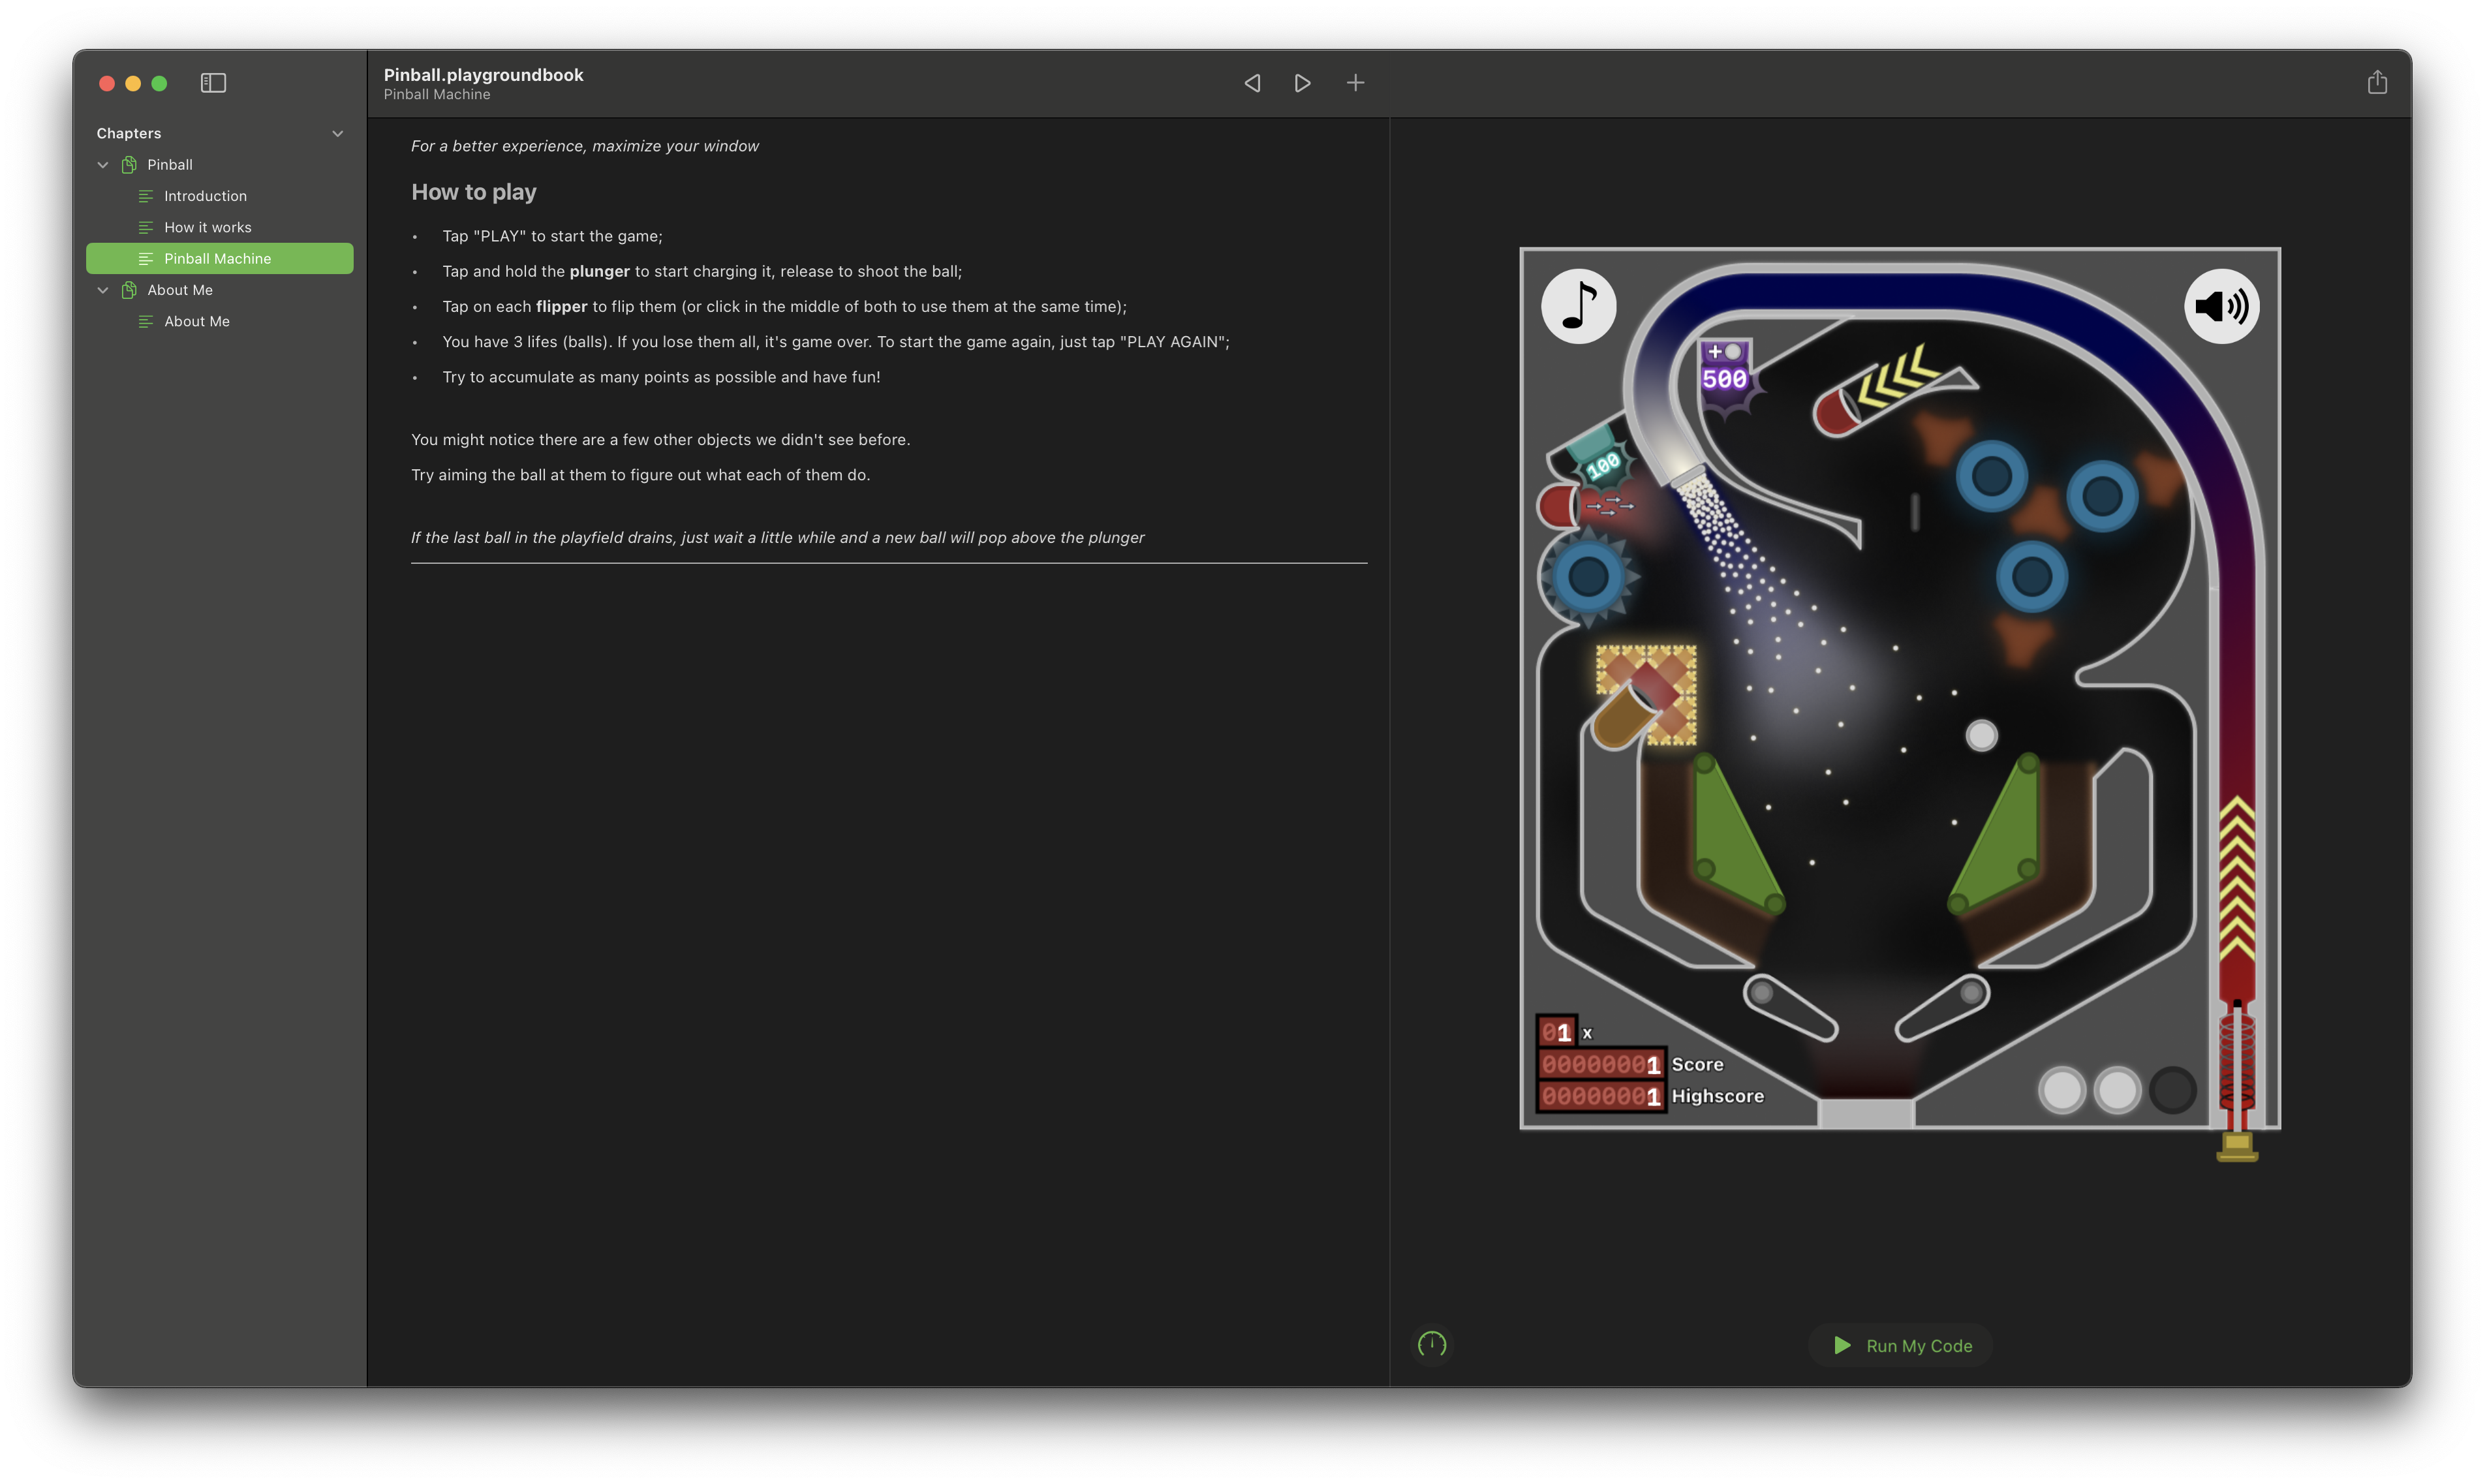 Pinball.playgroundbook
Pinball Machine
Chapters
Pinball
Introduction
How it works
Pinball Machine
About Me
About Me
For a better experience, maximize your window
How to play
• Tap "PLAY" to start the game;
• Tap and hold the plunger to start charging it, release to shoot the ball;
• Tap on each flipper to flip them (or click in the middle of both to use them at the same time);
• You have 3 lifes (balls). If you lose them all, it's game over. To start the game again, just tap "PLAY AGAIN";
• Try to accumulate as many points as possible and have fun!
You might notice there are a few other objects we didn't see before.
Try aiming the ball at them to figure out what each of them do.
If the last ball in the playfield drains, just wait a little while and a new ball will pop above the plunger
+
500
100
01 x
00000001 Score
00000001 Highscore
Run My Code